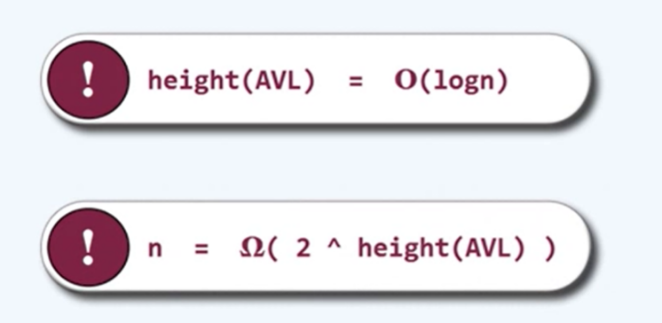 ! height(AVL) = O(logn)
! n = Ω( 2 ^ height(AVL) )